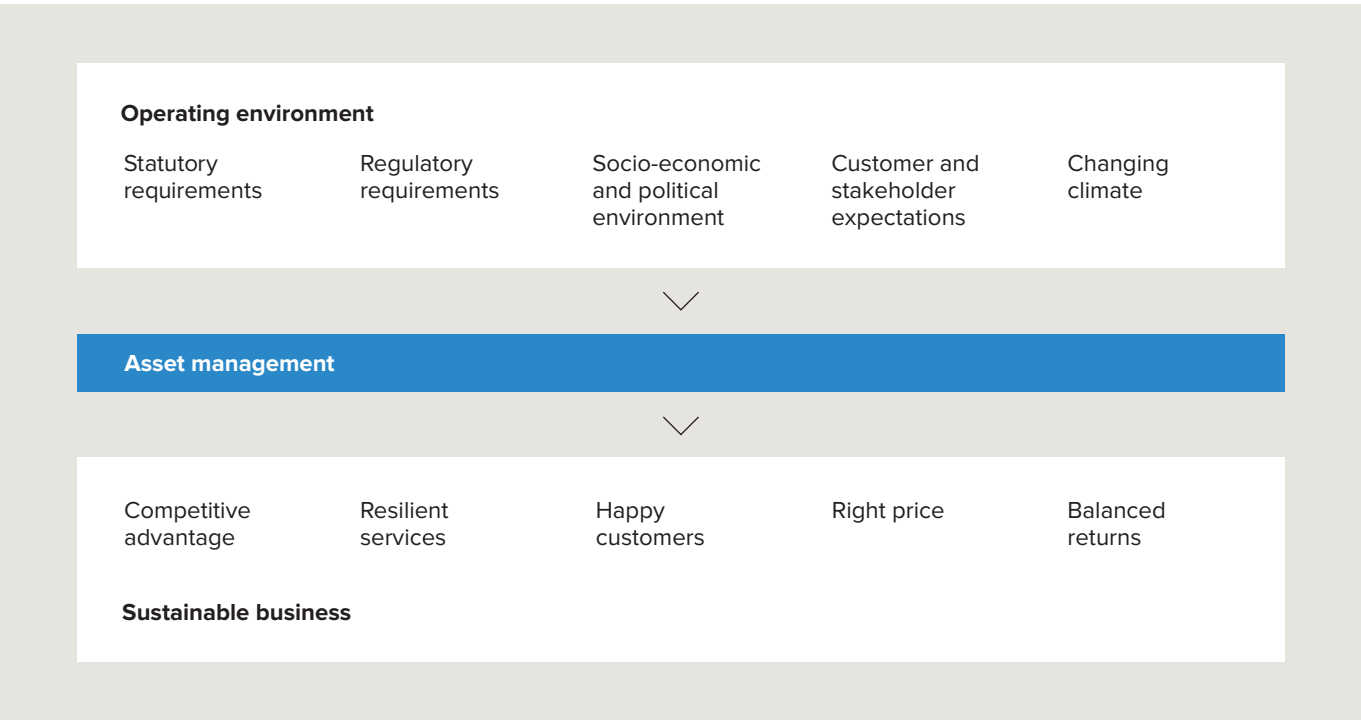 Operating environment
Statutory
requirements
Regulatory
requirements
Socio-economic
and political
environment
Customer and
stakeholder
expectations
Changing
climate
Asset management
Competitive
advantage
Resilient
services
Happy
customers
Right price
Balanced
returns
Sustainable business